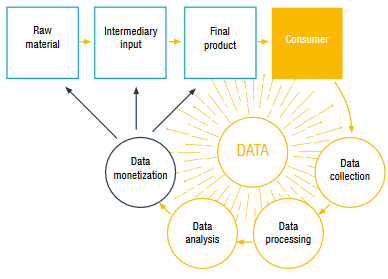 Raw
material
Intermediary
input
Final
product
Consumer
DATA
Data
monetization
Data
collection
Data
analysis
Data
processing